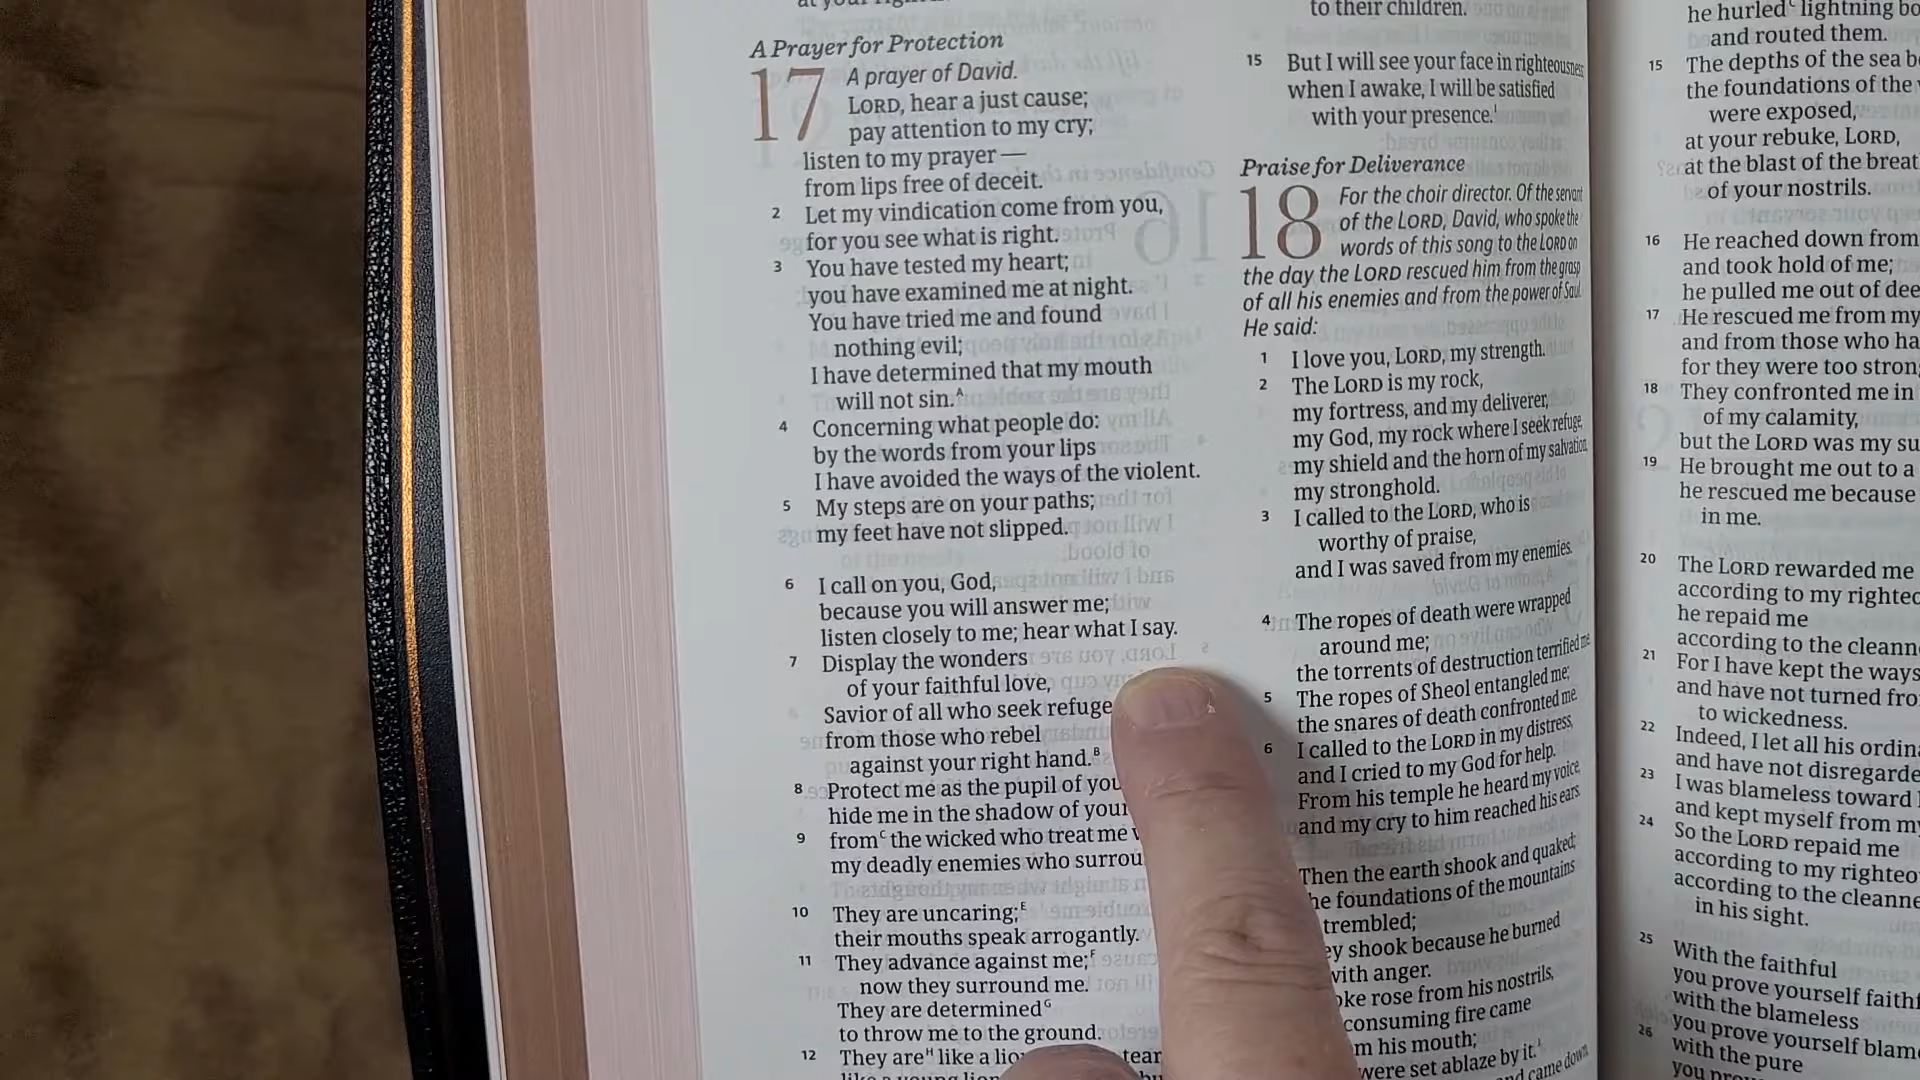 A Prayer for Protection
17 A prayer of David.
LORD, hear a just cause;
pay attention to my cry;
listen to my prayer —
from lips free of deceit.
2 Let my vindication come from you,
for you see what is right.
3 You have tested my heart;
you have examined me at night.
You have tried me and found
nothing evil;
I have determined that my mouth
will not sin.A
4 Concerning what people do:
by the words from your lips
I have avoided the ways of the violent.
5 My steps are on your paths;
my feet have not slipped.
6 I call on you, God,
because you will answer me;
listen closely to me; hear what I say.
7 Display the wonders
of your faithful love,
Savior of all who seek refuge
from those who rebel
against your right hand.B
8 Protect me as the pupil of
hide me in the shadow of your
9 fromC the wicked who treat me
my deadly enemies who
10 They are uncaring;E
their mouths speak arrogantly.
11 They advance against me;F
now they surround me.
They are determinedG
to throw me to the ground.
12 They areH like a tear
like a young lion
to their children.
15 But I will see your face in righteousness;
when I awake, I will be satisfied
with your presence.I
Praise for Deliverance
18 For the choir director. Of the servant
of the LORD, David, who spoke the
words of this song to the LORD on
the day the LORD rescued him from the grasp
of all his enemies and from the power of Saul.
He said:
1 I love you, LORD, my strength.
2 The LORD is my rock,
my fortress, and my deliverer,
my God, my rock where I seek refuge,
my shield and the horn of my salvation,
my stronghold.
3 I called to the LORD, who is
worthy of praise,
and I was saved from my enemies.
4 The ropes of death were wrapped
around me;
the torrents of destruction terrified me.
5 The ropes of Sheol entangled me;
the snares of death confronted me.
6 I called to the LORD in my distress,
and I cried to my God for help.
From his temple he heard my voice,
and my cry to him reached his ears.
Then the earth shook and quaked;
the foundations of the mountains
trembled;
they shook because he burned
with anger.
rose from his nostrils,
consuming fire came
from his mouth;
were set ablaze by it.J
came down,
he hurledC lightning
and routed them.
15 The depths of the sea
the foundations of the
were exposed,
at your rebuke, LORD,
at the blast of the
of your nostrils.
16 He reached down from
and took hold of me;
he pulled me out of
17 He rescued me from my
and from those who
for they were too
18 They confronted me in
of my calamity,
but the LORD was my
19 He brought me out to a
he rescued me because
in me.
20 The LORD rewarded me
according to my
he repaid me
according to the
21 For I have kept the ways
and have not turned
to wickedness.
22 Indeed, I let all his
and have not
23 I was blameless toward
and kept myself from my
24 So the LORD repaid me
according to my
according to the
in his sight.
25 With the faithful
you prove yourself
with the blameless
you prove yourself
26 with the pure
you